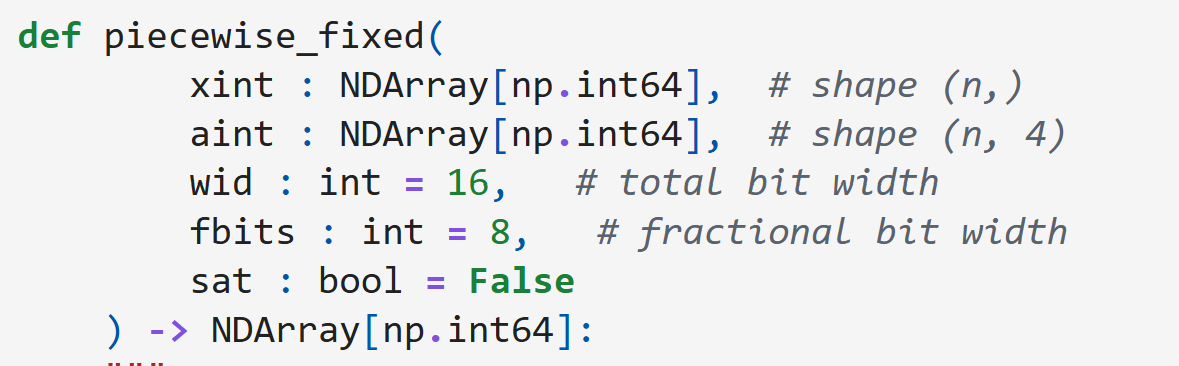 def piecewise_fixed(
        xint : NDArray[np.int64],  # shape (n,)
        aint : NDArray[np.int64],  # shape (n, 4)
        wid : int = 16,   # total bit width
        fbits : int = 8,   # fractional bit width
        sat : bool = False
    ) -> NDArray[np.int64]:
    """